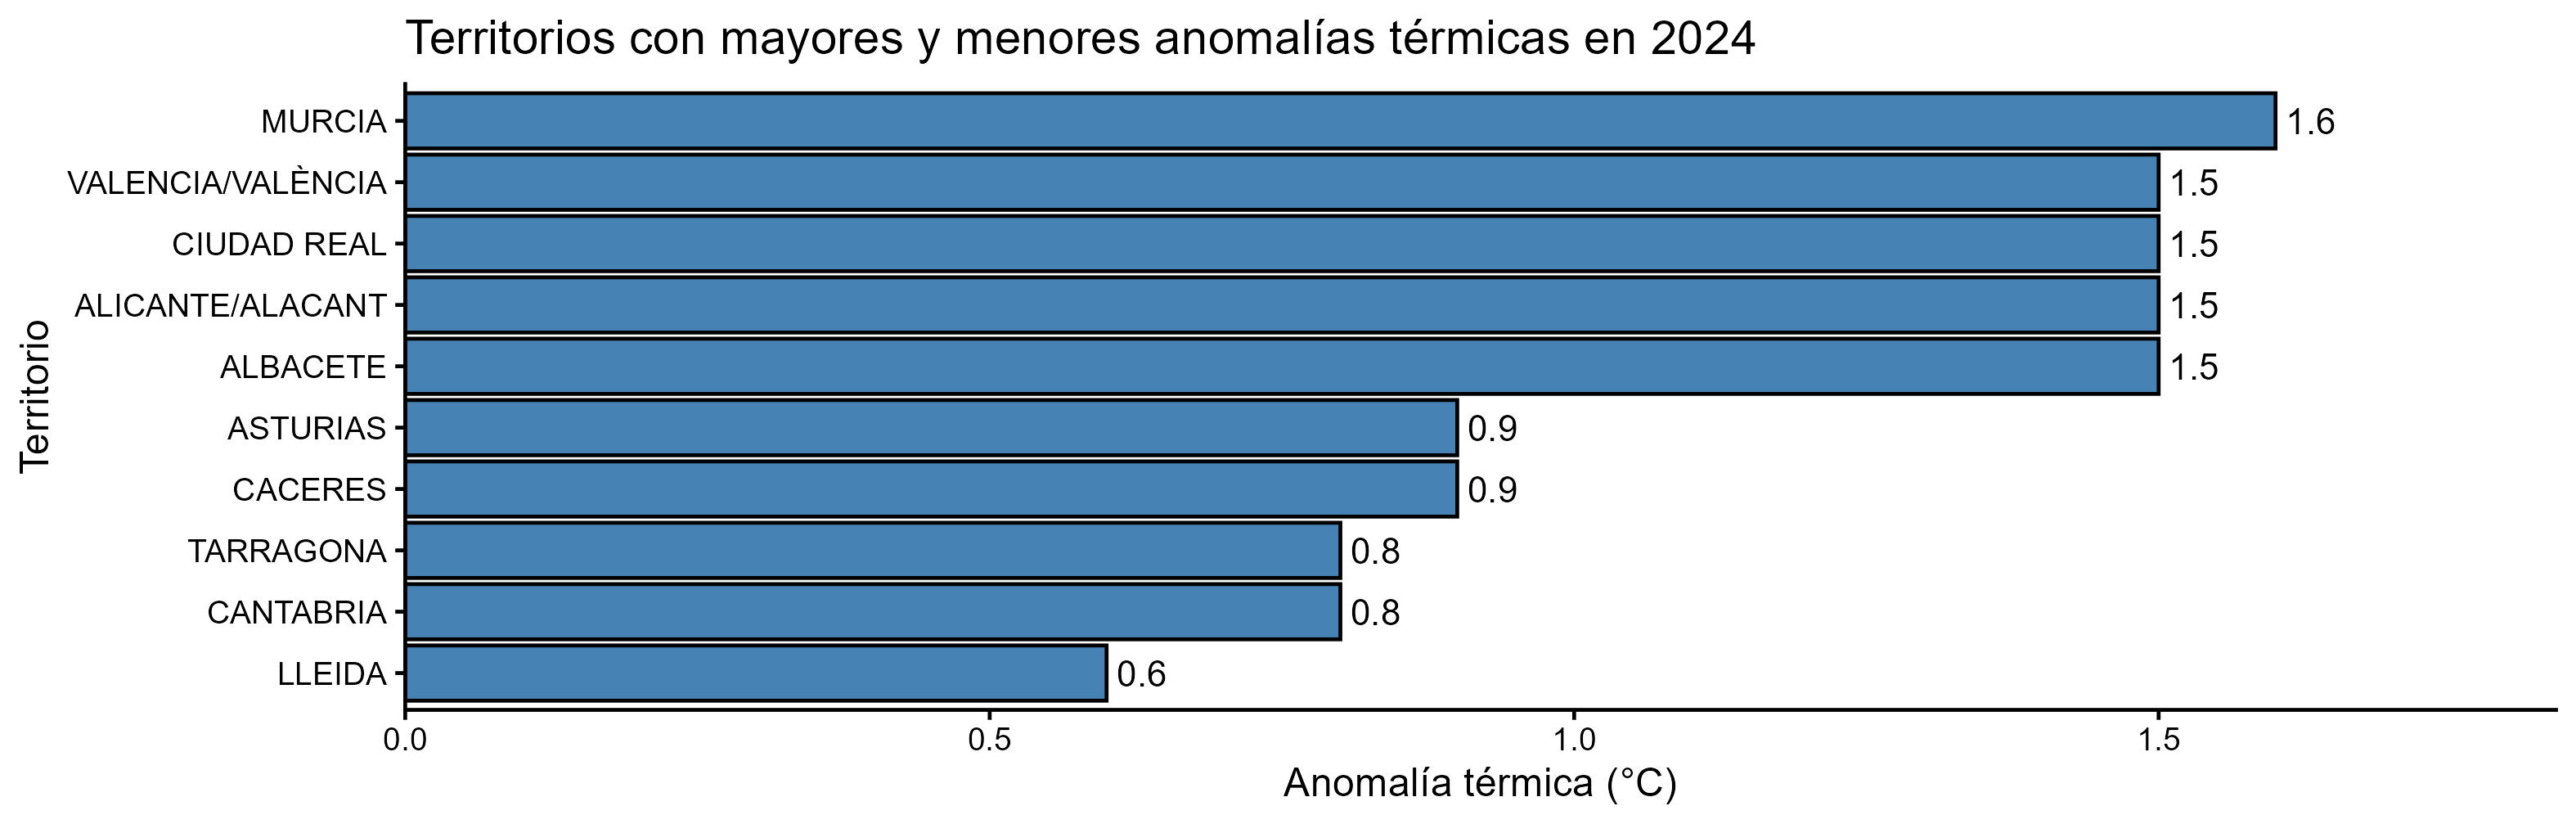 Territorios con mayores y menores anomalías térmicas en 2024
Territorio
MURCIA 1.6
VALENCIA/VALÈNCIA 1.5
CIUDAD REAL 1.5
ALICANTE/ALACANT 1.5
ALBACETE 1.5
ASTURIAS 0.9
CACERES 0.9
TARRAGONA 0.8
CANTABRIA 0.8
LLEIDA 0.6
0.0 0.5 1.0 1.5
Anomalía térmica (°C)